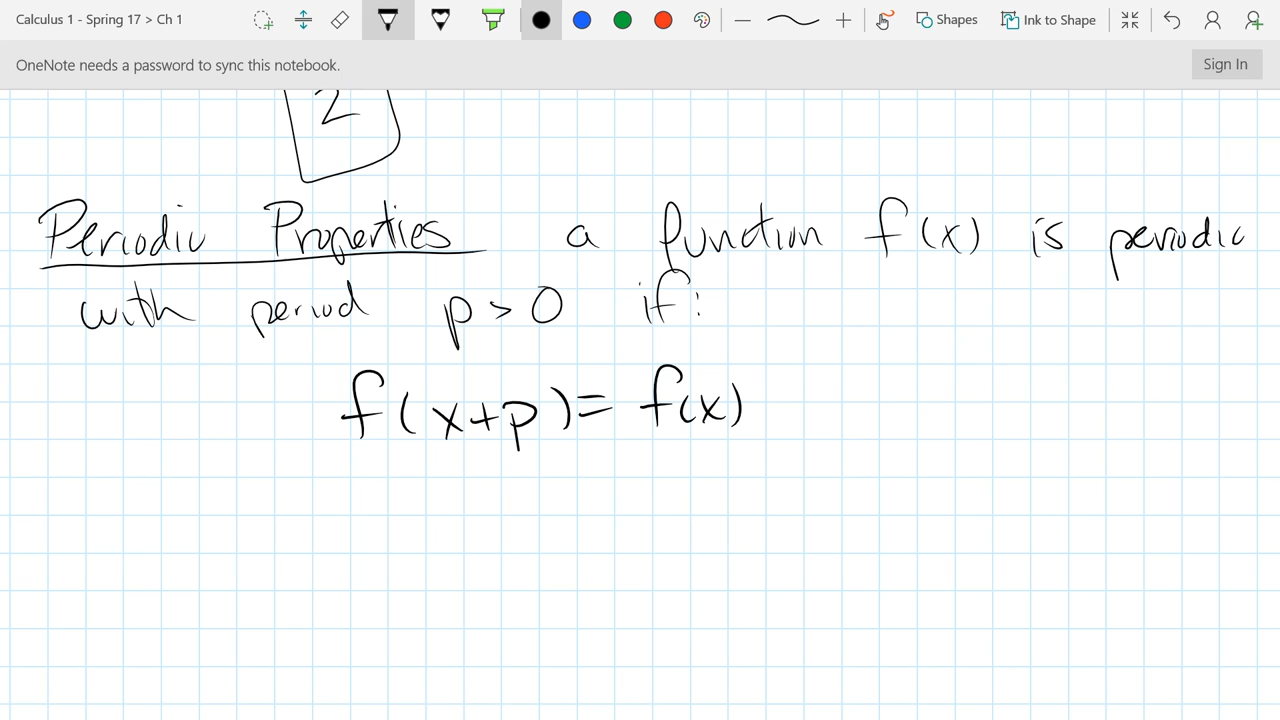 Calculus 1 - Spring 17 > Ch 1
Shapes
Ink to Shape
OneNote needs a password to sync this notebook.
Sign In
2
Periodic Properties a function f(x) is periodic
with period p > 0 if:
f(x+p) = f(x)